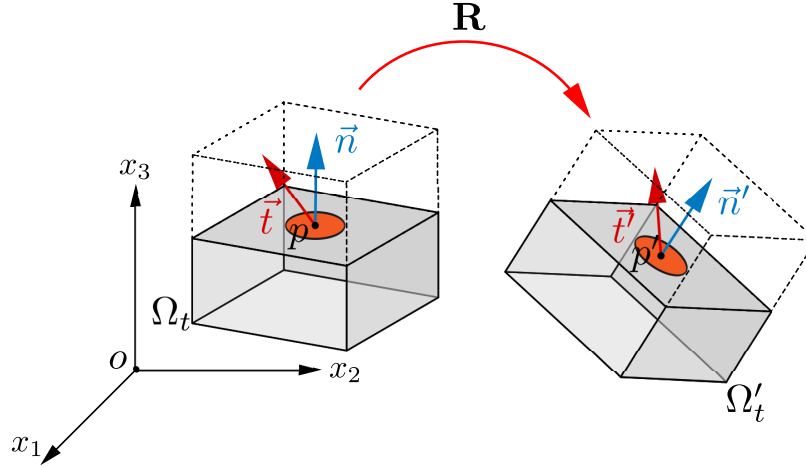 R
n⃗
x₃
t⃗
p
n⃗′
t⃗′
p′
Ωₜ
o
x₂
Ω′ₜ
x₁